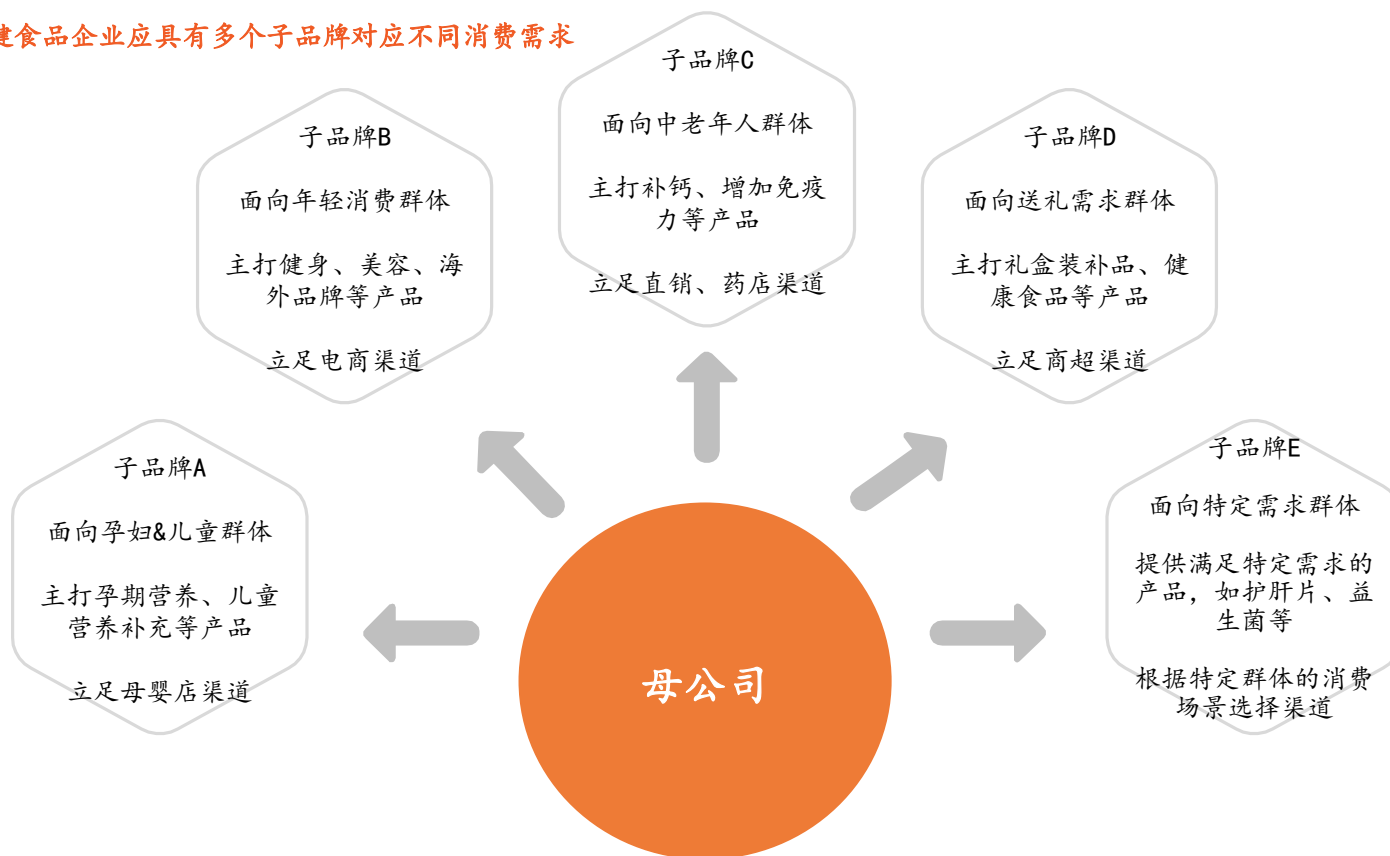 健食品企业应具有多个子品牌对应不同消费需求
子品牌A
面向孕妇&儿童群体
主打孕期营养、儿童
营养补充等产品
立足母婴店渠道
子品牌B
面向年轻消费群体
主打健身、美容、海
外品牌等产品
立足电商渠道
子品牌C
面向中老年人群体
主打补钙、增加免疫
力等产品
立足直销、药店渠道
子品牌D
面向送礼需求群体
主打礼盒装补品、健
康食品等产品
立足商超渠道
子品牌E
面向特定需求群体
提供满足特定需求的
产品，如护肝片、益
生菌等
根据特定群体的消费
场景选择渠道
母公司